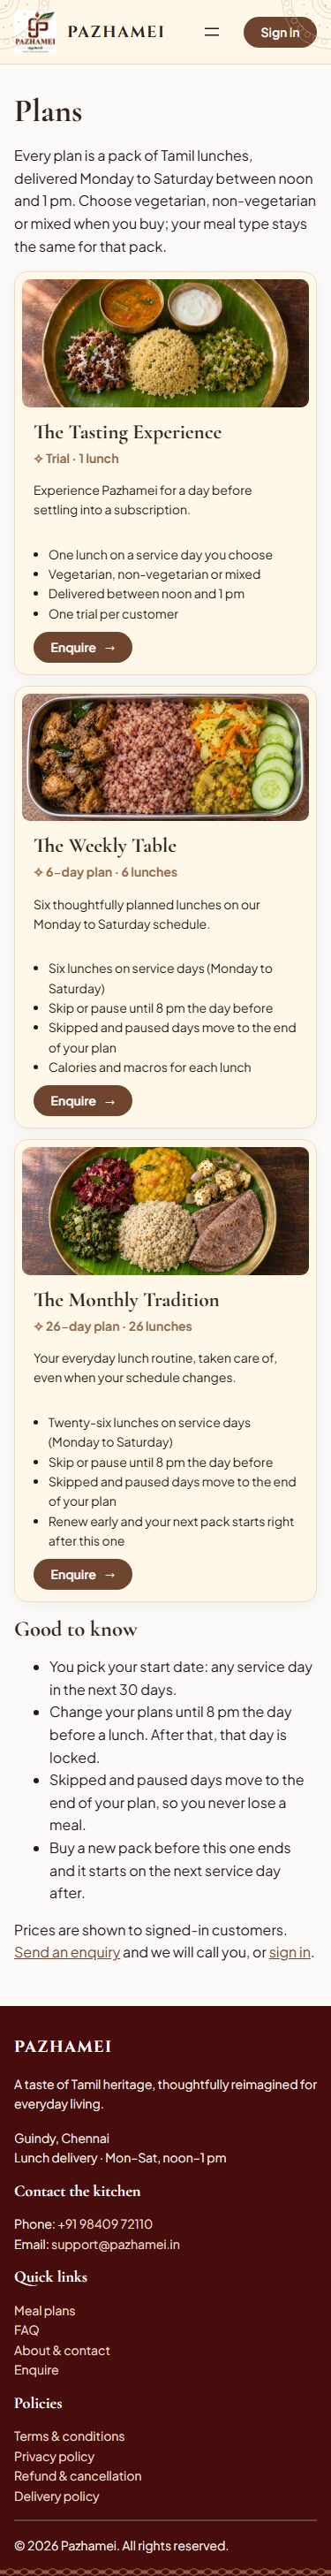 PAZHAMEI
PAZHAMEI
Sign in
Plans
Every plan is a pack of Tamil lunches,
delivered Monday to Saturday between noon
and 1 pm. Choose vegetarian, non-vegetarian
or mixed when you buy; your meal type stays
the same for that pack.
The Tasting Experience
✧ Trial · 1 lunch
Experience Pazhamei for a day before
settling into a subscription.
• One lunch on a service day you choose
• Vegetarian, non-vegetarian or mixed
• Delivered between noon and 1 pm
• One trial per customer
Enquire →
The Weekly Table
✧ 6-day plan · 6 lunches
Six thoughtfully planned lunches on our
Monday to Saturday schedule.
• Six lunches on service days (Monday to
Saturday)
• Skip or pause until 8 pm the day before
• Skipped and paused days move to the end
of your plan
• Calories and macros for each lunch
Enquire →
The Monthly Tradition
✧ 26-day plan · 26 lunches
Your everyday lunch routine, taken care of,
even when your schedule changes.
• Twenty-six lunches on service days
(Monday to Saturday)
• Skip or pause until 8 pm the day before
• Skipped and paused days move to the end
of your plan
• Renew early and your next pack starts right
after this one
Enquire →
Good to know
• You pick your start date: any service day
in the next 30 days.
• Change your plans until 8 pm the day
before a lunch. After that, that day is
locked.
• Skipped and paused days move to the
end of your plan, so you never lose a
meal.
• Buy a new pack before this one ends
and it starts on the next service day
after.
Prices are shown to signed-in customers.
Send an enquiry and we will call you, or sign in.
PAZHAMEI
A taste of Tamil heritage, thoughtfully reimagined for
everyday living.
Guindy, Chennai
Lunch delivery · Mon–Sat, noon–1 pm
Contact the kitchen
Phone: +91 98409 72110
Email: support@pazhamei.in
Quick links
Meal plans
FAQ
About & contact
Enquire
Policies
Terms & conditions
Privacy policy
Refund & cancellation
Delivery policy
© 2026 Pazhamei. All rights reserved.